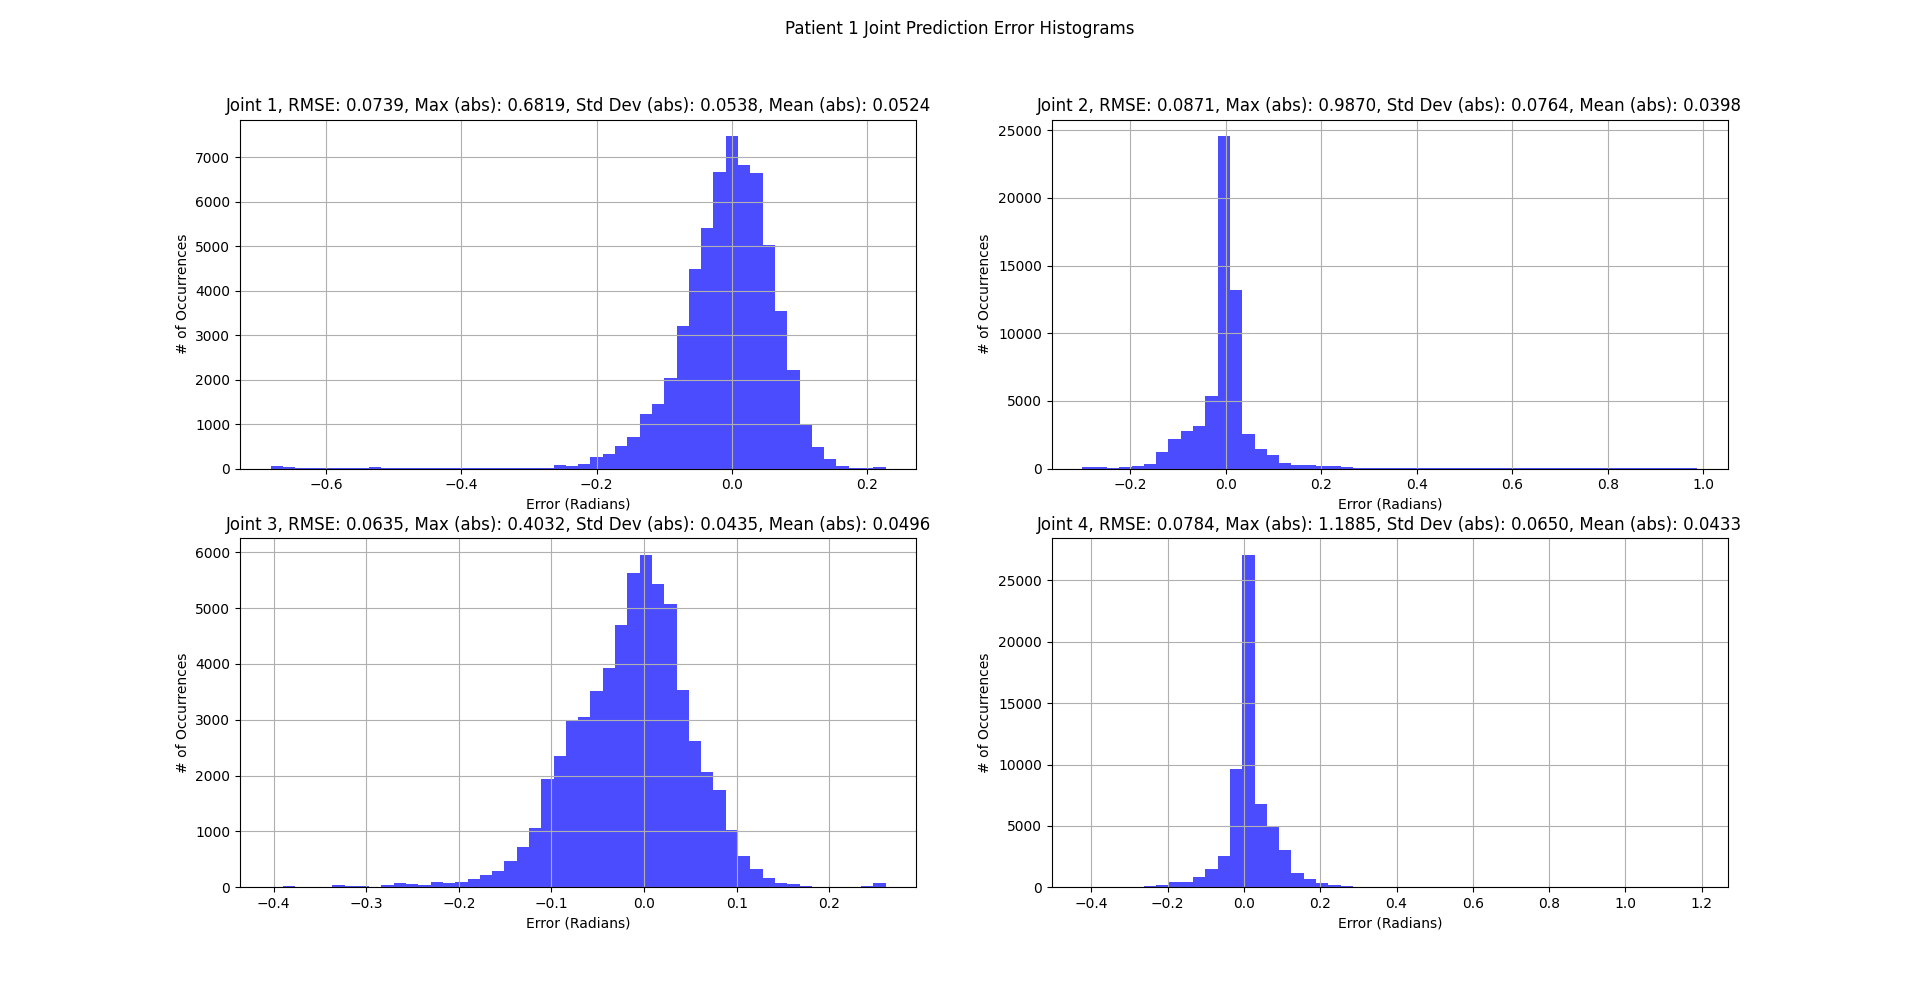 Patient 1 Joint Prediction Error Histograms
Joint 1, RMSE: 0.0739, Max (abs): 0.6819, Std Dev (abs): 0.0538, Mean (abs): 0.0524
7000
6000
5000
4000
3000
2000
1000
0
# of Occurrences
−0.6 −0.4 −0.2 0.0 0.2
Error (Radians)
Joint 2, RMSE: 0.0871, Max (abs): 0.9870, Std Dev (abs): 0.0764, Mean (abs): 0.0398
25000
20000
15000
10000
5000
0
# of Occurrences
−0.2 0.0 0.2 0.4 0.6 0.8 1.0
Error (Radians)
Joint 3, RMSE: 0.0635, Max (abs): 0.4032, Std Dev (abs): 0.0435, Mean (abs): 0.0496
6000
5000
4000
3000
2000
1000
0
# of Occurrences
−0.4 −0.3 −0.2 −0.1 0.0 0.1 0.2
Error (Radians)
Joint 4, RMSE: 0.0784, Max (abs): 1.1885, Std Dev (abs): 0.0650, Mean (abs): 0.0433
25000
20000
15000
10000
5000
0
# of Occurrences
−0.4 −0.2 0.0 0.2 0.4 0.6 0.8 1.0 1.2
Error (Radians)